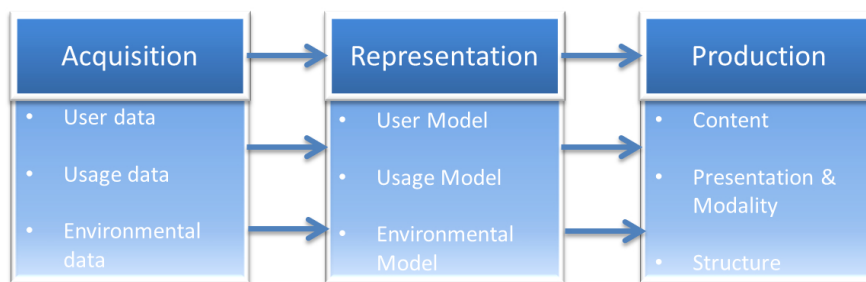 Acquisition
• User data
• Usage data
• Environmental
data
Representation
• User Model
• Usage Model
• Environmental
Model
Production
• Content
• Presentation &
Modality
• Structure